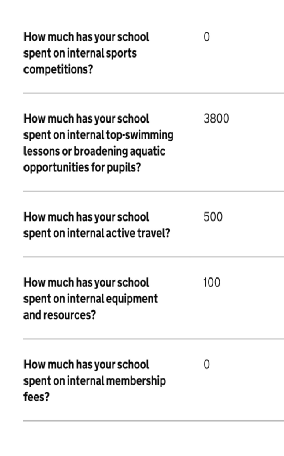 How much has your school 0
spent on internal sports
competitions?
How much has your school 3800
spent on internal top-swimming
lessons or broadening aquatic
opportunities for pupils?
How much has your school 500
spent on internal active travel?
How much has your school 100
spent on internal equipment
and resources?
How much has your school 0
spent on internal membership
fees?